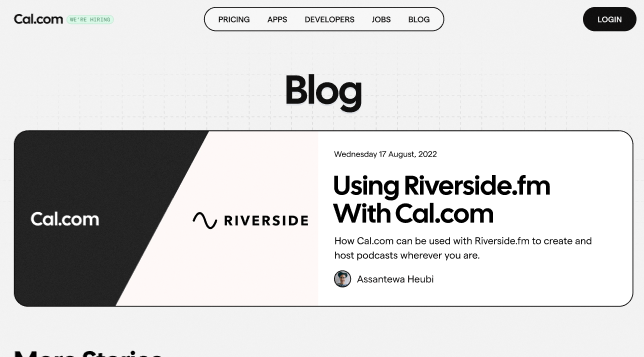 Cal.com WE'RE HIRING PRICING APPS DEVELOPERS JOBS BLOG LOGIN
Blog
Cal.com
RIVERSIDE
Wednesday 17 August, 2022
Using Riverside.fm
With Cal.com
How Cal.com can be used with Riverside.fm to create and
host podcasts wherever you are.
Assantewa Heubi
More Stories